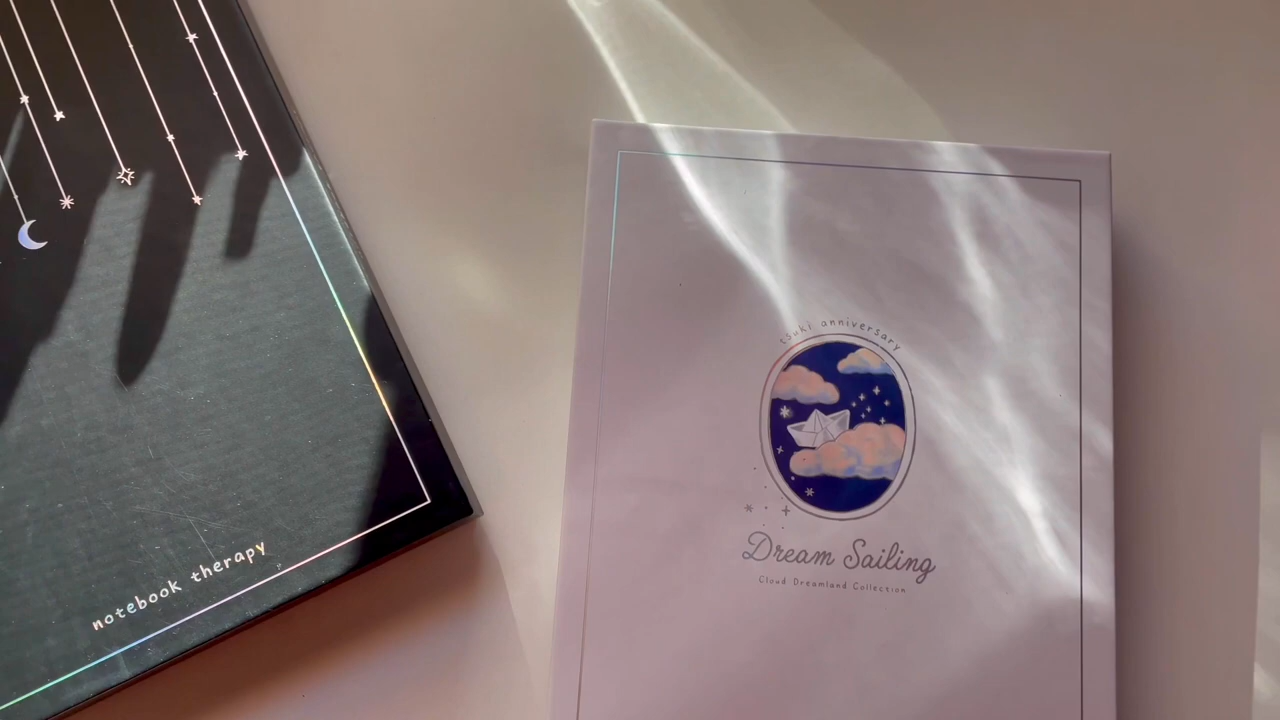 notebook therapy
tsuki anniversary
Dream Sailing
Cloud Dreamland Collection